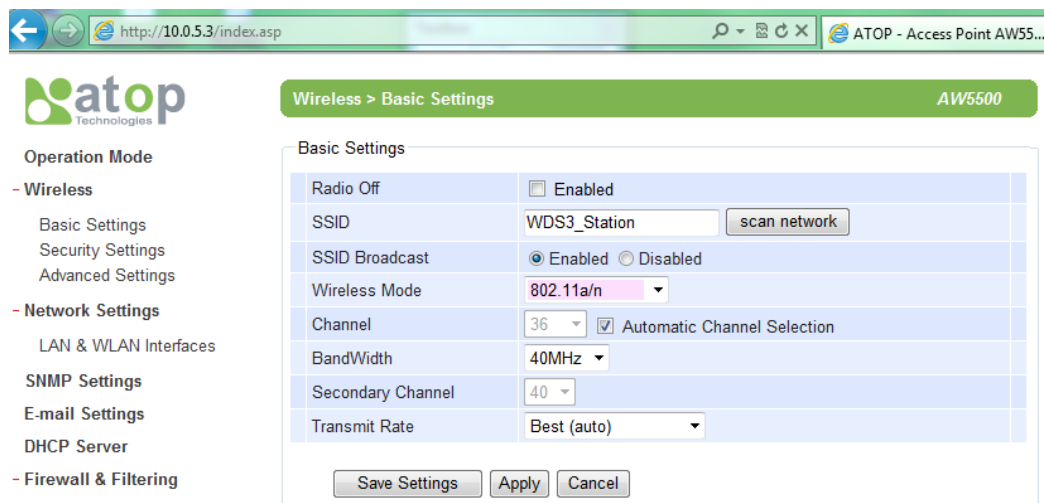 http://10.0.5.3/index.asp
ATOP - Access Point AW55...
atop
Technologies
Wireless > Basic Settings AW5500
Operation Mode
- Wireless
Basic Settings
Security Settings
Advanced Settings
- Network Settings
LAN & WLAN Interfaces
SNMP Settings
E-mail Settings
DHCP Server
- Firewall & Filtering
Basic Settings
Radio Off Enabled
SSID WDS3_Station scan network
SSID Broadcast Enabled Disabled
Wireless Mode 802.11a/n
Channel 36 Automatic Channel Selection
BandWidth 40MHz
Secondary Channel 40
Transmit Rate Best (auto)
Save Settings Apply Cancel